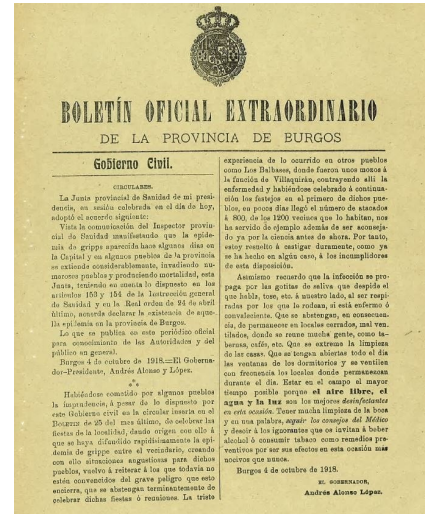 BOLETÍN OFICIAL EXTRAORDINARIO
DE LA PROVINCIA DE BURGOS
Gobierno Civil.
CIRCULARES.
La Junta provincial de Sanidad de mi presi-
dencia, en sesión celebrada en el día de hoy,
adoptó el acuerdo siguiente:
Vista la comunicación del Inspector provin-
cial de Sanidad manifestando que la epide-
mia de grippe aparecida hace algunos días en
la Capital y en algunos pueblos de la provincia
se extiende considerablemente, invadiendo nu-
merosos pueblos y produciendo mortalidad, esta
Junta, teniendo en cuenta lo dispuesto en los
artículos 153 y 154 de la Instrucción general
de Sanidad y en la Real orden de 24 de abril
último, acuerda declarar la existencia de aque-
lla epidemia en la provincia de Burgos.
Lo que se publica en este periódico oficial
para conocimiento de las Autoridades y del
público en general.
Burgos 4 de octubre de 1918.=El Goberna-
dor-Presidente, Andrés Alonso y López.
Habiéndose cometido por algunos pueblos
la imprudencia, á pesar de lo dispuesto por
este Gobierno civil en la circular inserta en el
BOLETIN de 25 del mes último, de celebrar las
fiestas de la localidad, dando origen con ello á
que se haya difundido rapidísimamente la epi-
demia de grippe entre el vecindario, creando
con ello situaciones angustiosas para dichos
pueblos, vuelvo á reiterar á los que todavía no
estén convencidos del grave peligro que esto
encierra, que se abstengan terminantemente de
celebrar dichas fiestas ó reuniones. La triste
experiencia de lo ocurrido en otros pueblos
como Los Balbases, donde fueron unos mozos á
la función de Villaquirán, contrayendo allí la
enfermedad y habiéndose celebrado á continua-
ción los festejos en el primero de dichos pue-
blos, en pocos días llegó el número de atacados
á 800, de los 1200 vecinos que lo habitan, nos
ha servido de ejemplo además de ser aconseja-
do ya por la ciencia antes de ahora. Por tanto,
estoy resuelto á castigar duramente, como ya
se ha hecho en algún caso, á los incumplidores
de esta disposición.
Asimismo recuerdo que la infección se pro-
paga por las gotitas de saliva que despide el
que habla, tose, etc. á nuestro lado, al ser respi-
radas por los que le rodean, si está enfermo ó
convaleciente. Que se abstengan, en consecuen-
cia, de permanecer en locales cerrados, mal ven-
tilados, donde se reune mucha gente, como ta-
bernas, cafés, etc. Que se extreme la limpieza
de las casas. Que se tengan abiertas todo el día
las ventanas de los dormitorios y se ventilen
con frecuencia los locales donde permanezcan
durante el día. Estar en el campo el mayor
tiempo posible porque el aire libre, el
agua y la luz son los mejores desinfectantes
en esta ocasión. Tener mucha limpieza de la boca
y en una palabra, seguir los consejos del Médico
y desoir á los ignorantes que os invitan á beber
alcohol ó consumir tabaco como remedios pre-
ventivos por ser sus efectos en esta ocasión más
nocivos que nunca.
Burgos 4 de octubre de 1918.
EL GOBERNADOR,
Andrés Alonso López.